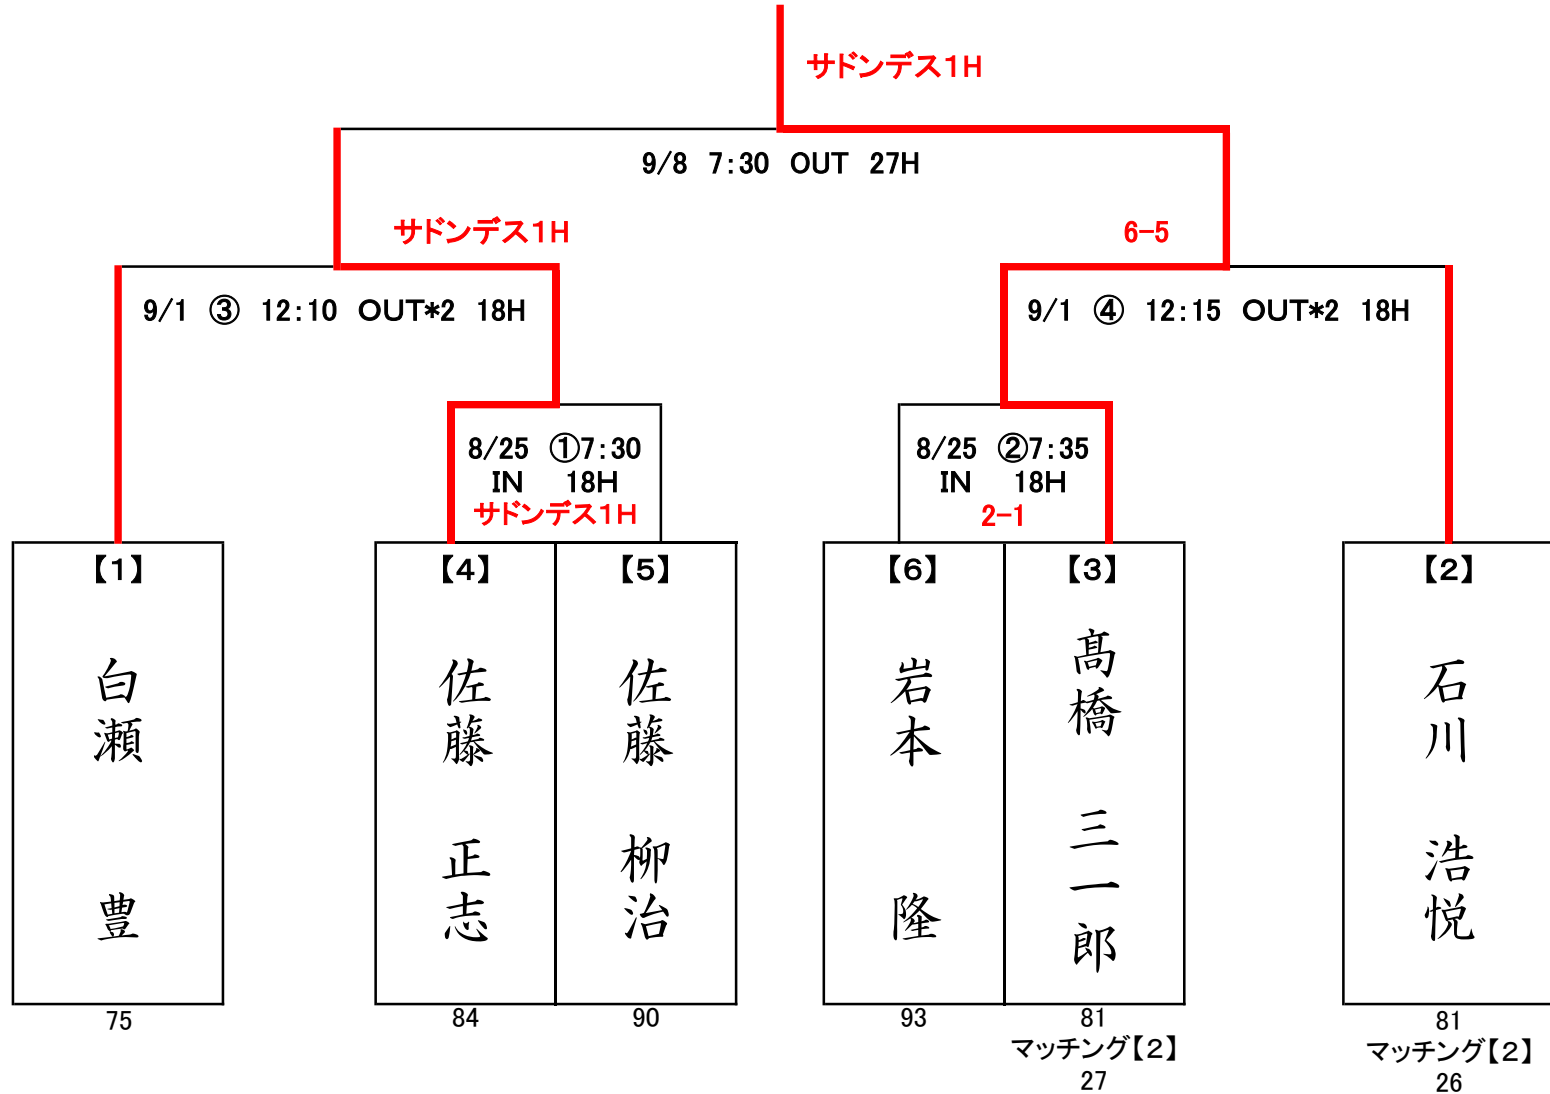 サドンデス1H
9/8 7:30 OUT 27H
サドンデス1H
6-5
9/1 ③ 12:10 OUT*2 18H
9/1 ④ 12:15 OUT*2 18H
8/25 ①7:30
IN 18H
サドンデス1H
8/25 ②7:35
IN 18H
2-1
【1】
白瀬 豊
75
【4】
佐藤 正志
84
【5】
佐藤 柳治
90
【6】
岩本 隆
93
【3】
髙橋 三一郎
81
マッチング【2】
27
【2】
石川 浩悦
81
マッチング【2】
26